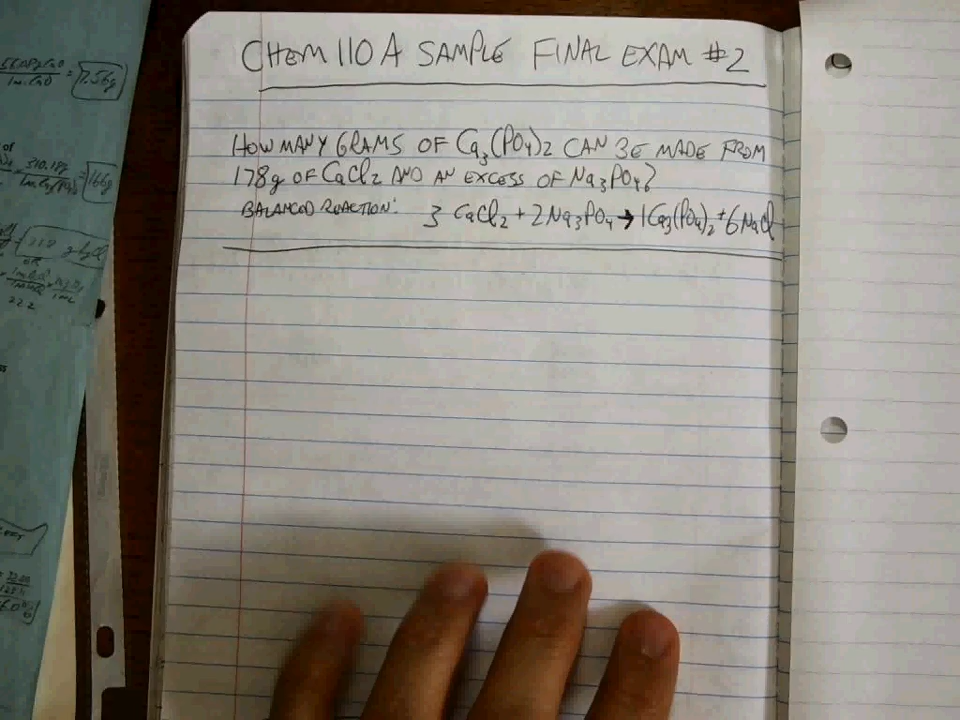 CHEM 110A SAMPLE FINAL EXAM #2
HOW MANY GRAMS OF Ca3(PO4)2 CAN BE MADE FROM
178g OF CaCl2 AND AN EXCESS OF Na3PO4?
BALANCED REACTION: 3 CaCl2 + 2Na3PO4 → 1Ca3(PO4)2 + 6NaCl